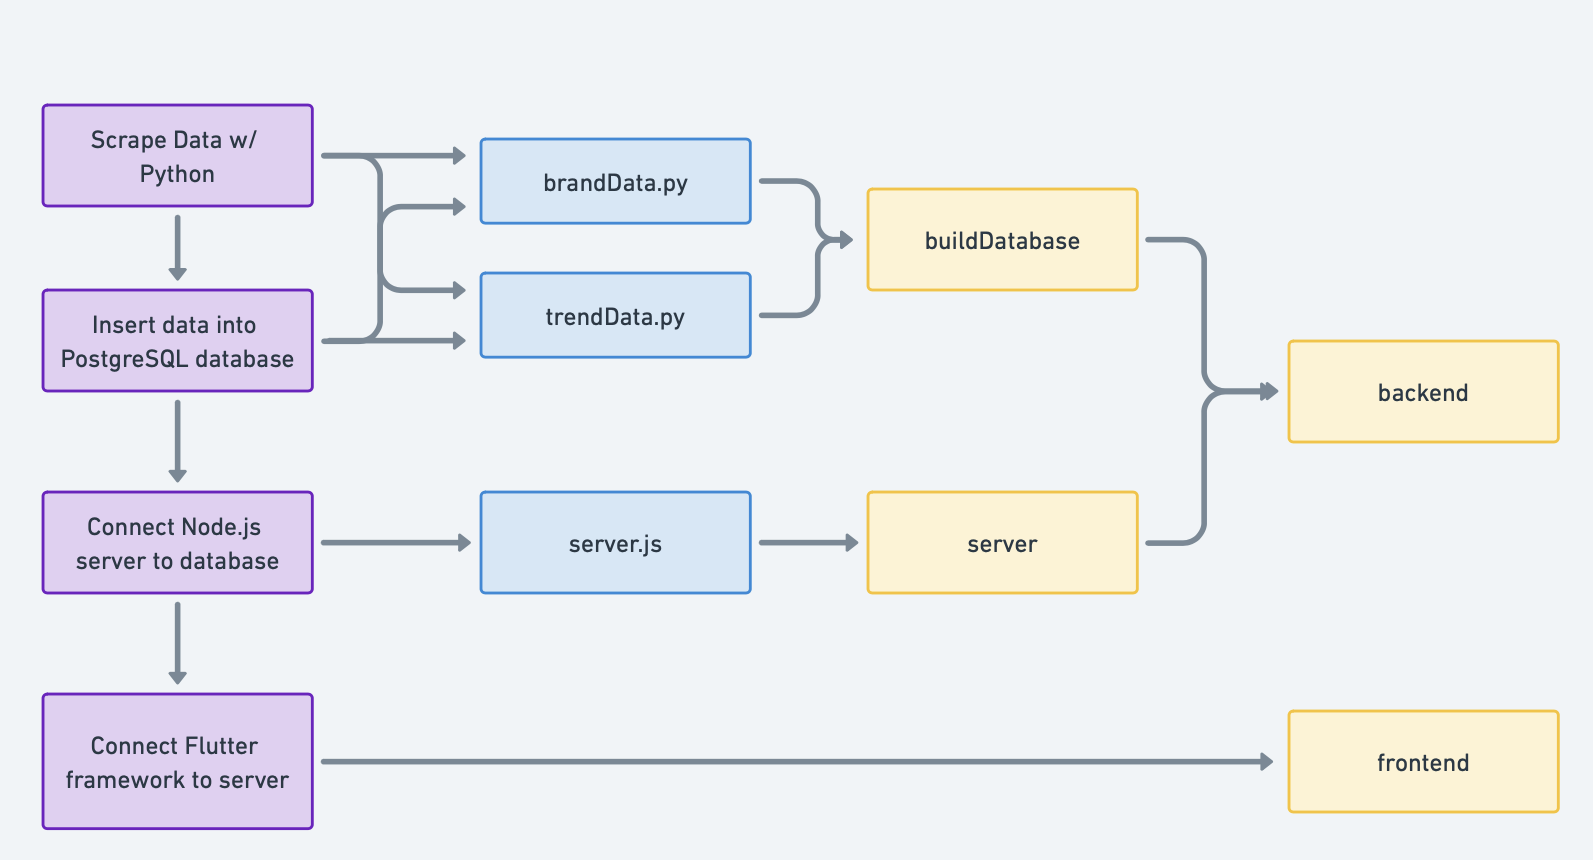 Scrape Data w/
Python
brandData.py
buildDatabase
Insert data into
PostgreSQL database
trendData.py
backend
Connect Node.js
server to database
server.js
server
Connect Flutter
framework to server
frontend